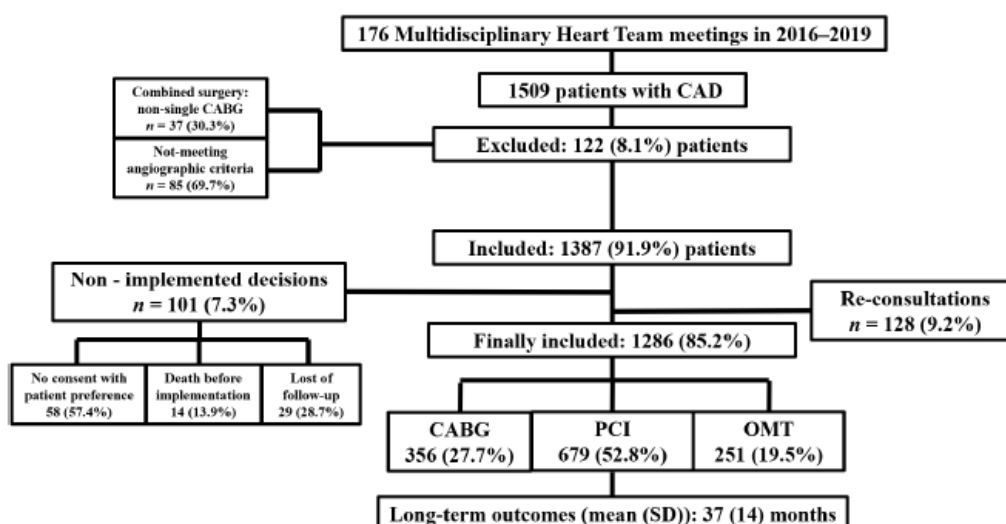 176 Multidisciplinary Heart Team meetings in 2016–2019
1509 patients with CAD
Combined surgery:
non-single CABG
n = 37 (30.3%)
Not-meeting
angiographic criteria
n = 85 (69.7%)
Excluded: 122 (8.1%) patients
Included: 1387 (91.9%) patients
Non - implemented decisions
n = 101 (7.3%)
Re-consultations
n = 128 (9.2%)
Finally included: 1286 (85.2%)
No consent with
patient preference
58 (57.4%)
Death before
implementation
14 (13.9%)
Lost of
follow-up
29 (28.7%)
CABG
356 (27.7%)
PCI
679 (52.8%)
OMT
251 (19.5%)
Long-term outcomes (mean (SD)): 37 (14) months